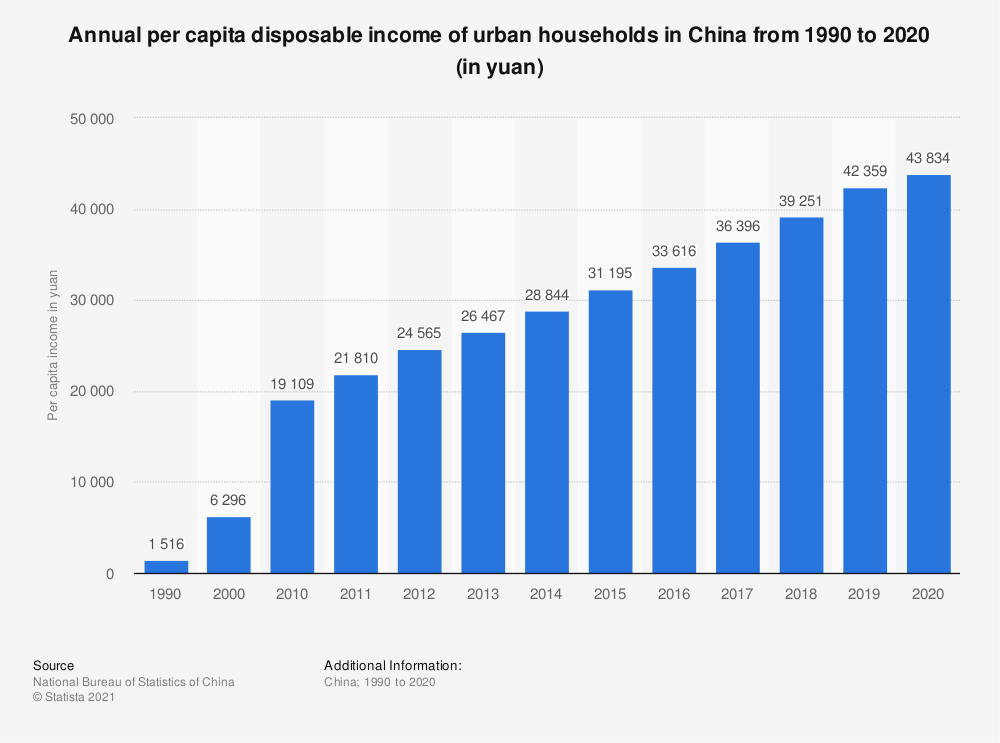 Annual per capita disposable income of urban households in China from 1990 to 2020
(in yuan)
50 000
40 000
30 000
20 000
10 000
0
Per capita income in yuan
1 516
6 296
19 109
21 810
24 565
26 467
28 844
31 195
33 616
36 396
39 251
42 359
43 834
1990 2000 2010 2011 2012 2013 2014 2015 2016 2017 2018 2019 2020
Source
National Bureau of Statistics of China
© Statista 2021
Additional Information:
China; 1990 to 2020